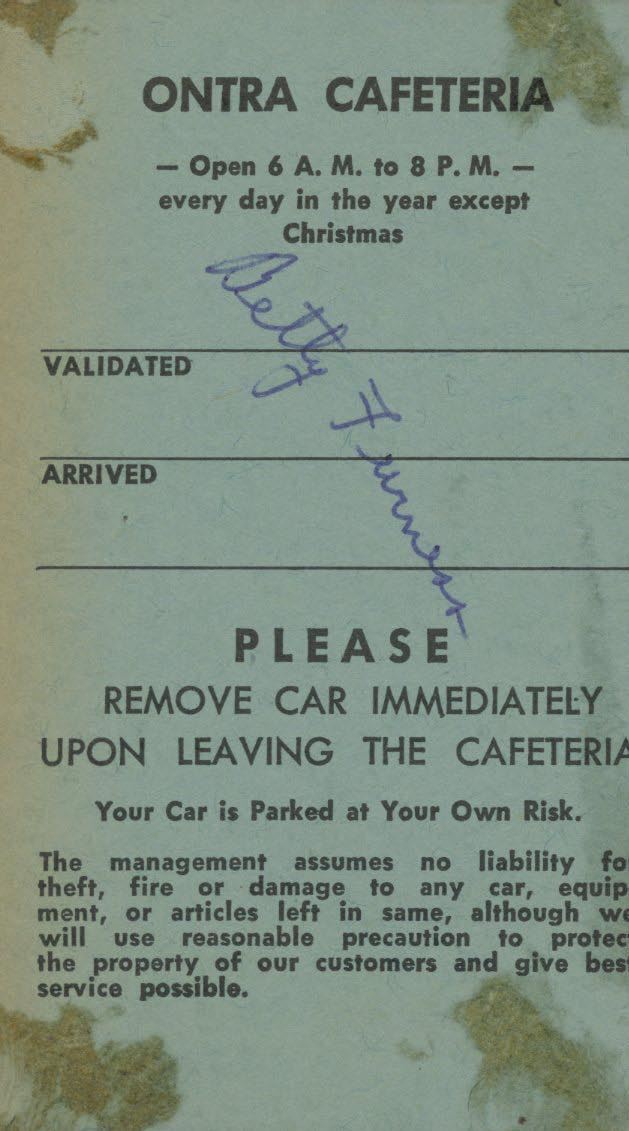 ONTRA CAFETERIA
— Open 6 A. M. to 8 P. M. —
every day in the year except
Christmas
Betty Furness
VALIDATED
ARRIVED
PLEASE
REMOVE CAR IMMEDIATELY
UPON LEAVING THE CAFETERIA
Your Car is Parked at Your Own Risk.
The management assumes no liability fo
theft, fire or damage to any car, equip
ment, or articles left in same, although we
will use reasonable precaution to protec
the property of our customers and give best
service possible.